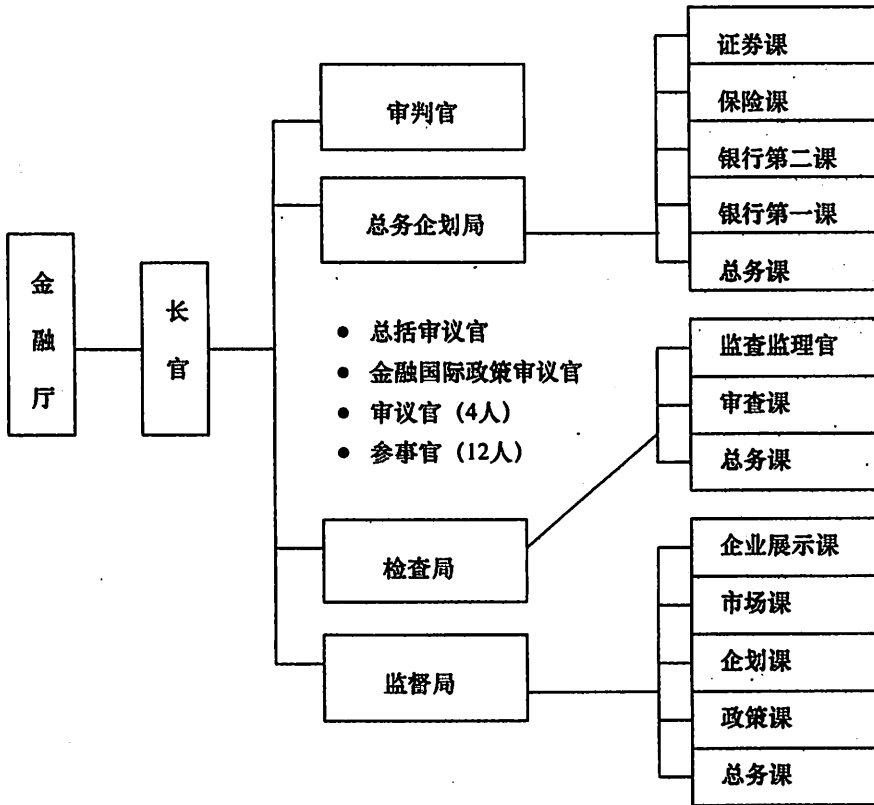 金融厅
长官
审判官
总务企划局
● 总括审议官
● 金融国际政策审议官
● 审议官（4人）
● 参事官（12人）
检查局
监督局
证券课
保险课
银行第二课
银行第一课
总务课
监查监理官
审查课
总务课
企业展示课
市场课
企划课
政策课
总务课